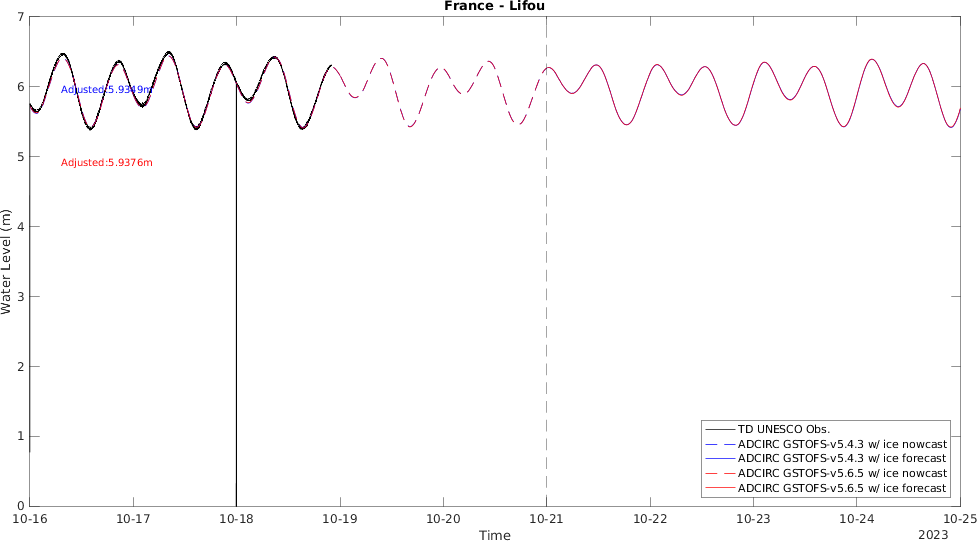 France - Lifou
7
6
5
4
3
2
1
0
Water Level (m)
Adjusted:5.9349m
Adjusted:5.9376m
TD UNESCO Obs.
ADCIRC GSTOFS-v5.4.3 w/ ice nowcast
ADCIRC GSTOFS-v5.4.3 w/ ice forecast
ADCIRC GSTOFS-v5.6.5 w/ ice nowcast
ADCIRC GSTOFS-v5.6.5 w/ ice forecast
10-16 10-17 10-18 10-19 10-20 10-21 10-22 10-23 10-24 10-25
Time
2023